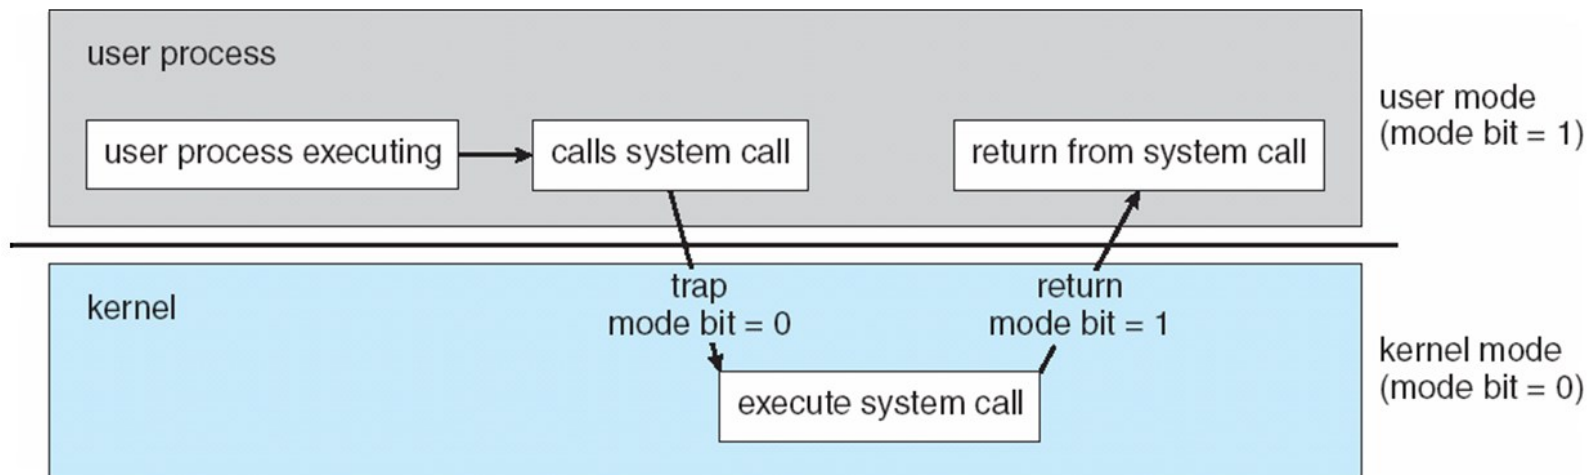 user process
user process executing
calls system call
return from system call
user mode
(mode bit = 1)
kernel
trap
mode bit = 0
return
mode bit = 1
execute system call
kernel mode
(mode bit = 0)